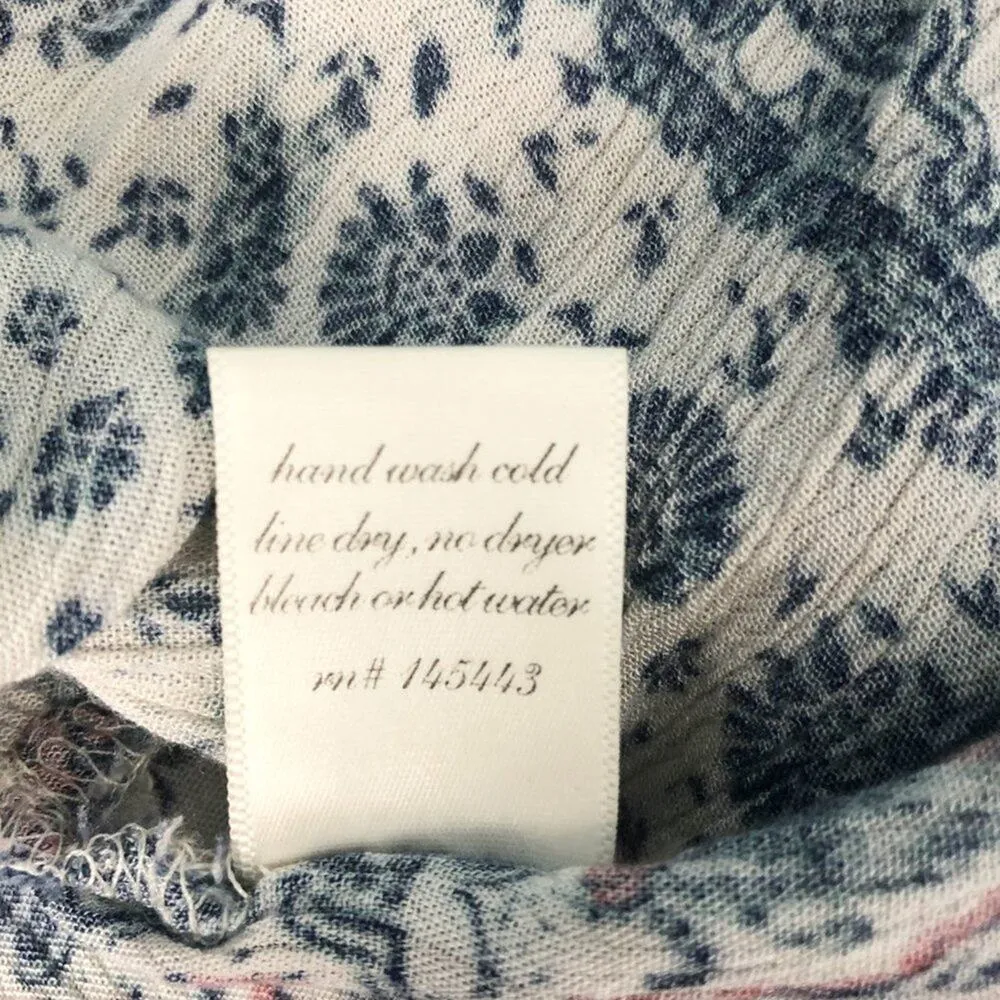 hand wash cold
line dry, no dryer
bleach or hot water
rn# 145443